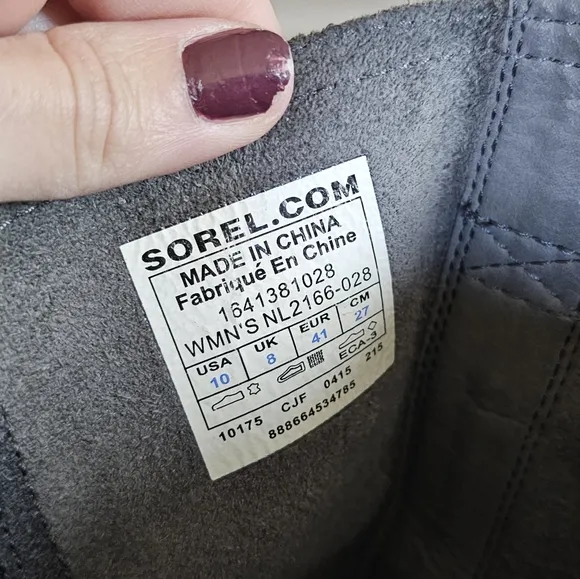 SOREL.COM
MADE IN CHINA
Fabriqué En Chine
1641381028
WMN'S NL2166-028
USA UK EUR CM
10 8 41 27
ECA-3
10175 CJF 0415 215
888664534785